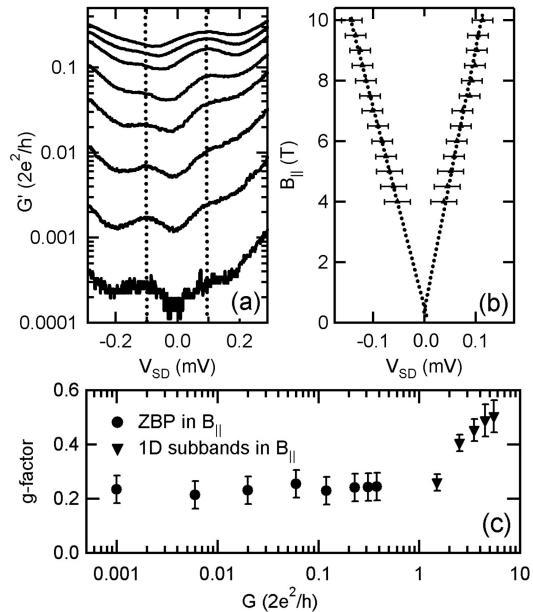 0.1
0.01
0.001
0.0001
G' (2e²/h)
-0.2
0.0
0.2
V_SD (mV)
(a)
10
8
6
4
2
0
B_|| (T)
-0.1
0.0
0.1
V_SD (mV)
(b)
0.6
0.4
0.2
0.0
g-factor
ZBP in B_||
1D subbands in B_||
(c)
0.001
0.01
0.1
1
10
G (2e²/h)